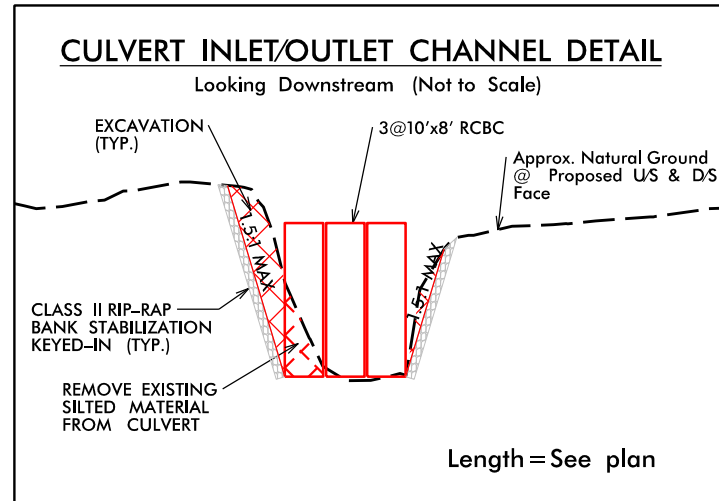 CULVERT INLET/OUTLET CHANNEL DETAIL
Looking Downstream (Not to Scale)
EXCAVATION
(TYP.)
3@10'x8' RCBC
Approx. Natural Ground
@ Proposed U/S & D/S
Face
1.5:1 MAX
1.5:1 MAX
CLASS II RIP-RAP
BANK STABILIZATION
KEYED-IN (TYP.)
REMOVE EXISTING
SILTED MATERIAL
FROM CULVERT
Length = See plan